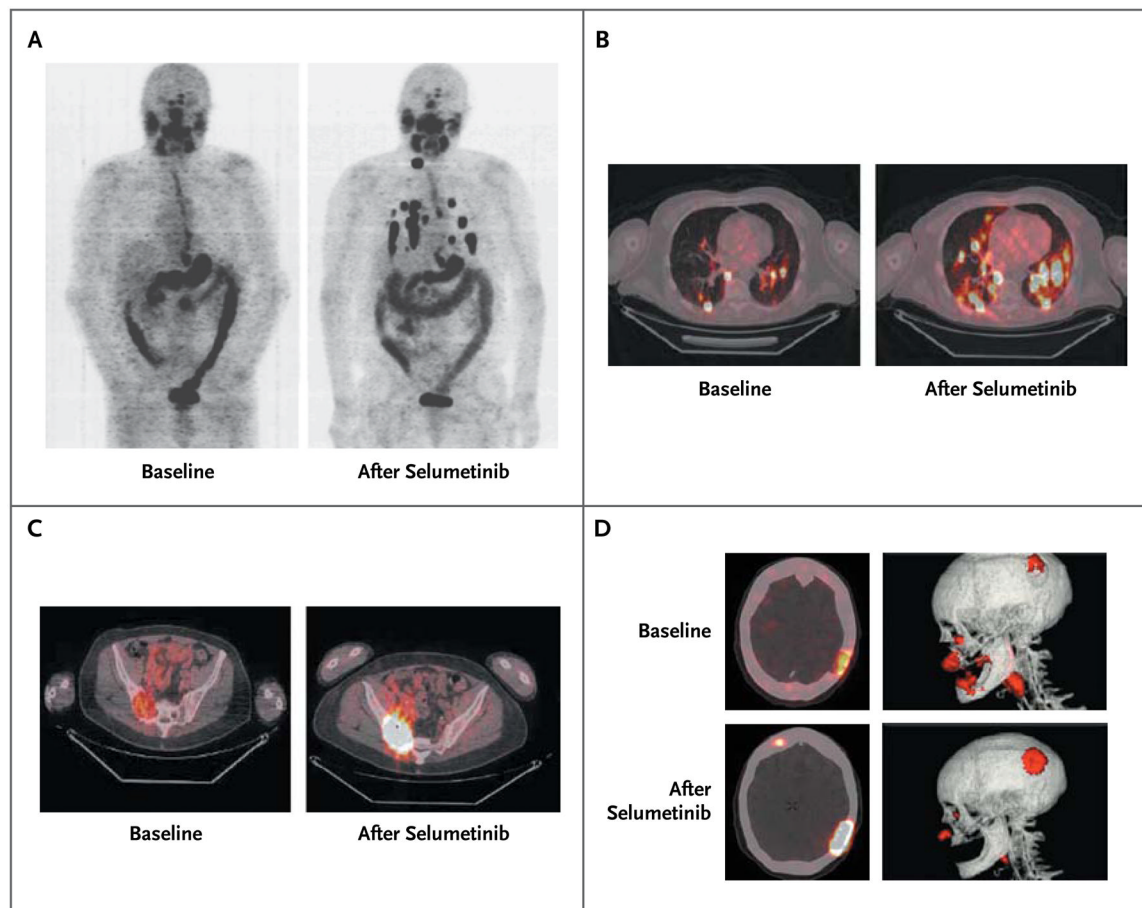 A
Baseline
After Selumetinib
B
Baseline
After Selumetinib
C
Baseline
After Selumetinib
D
Baseline
After
Selumetinib